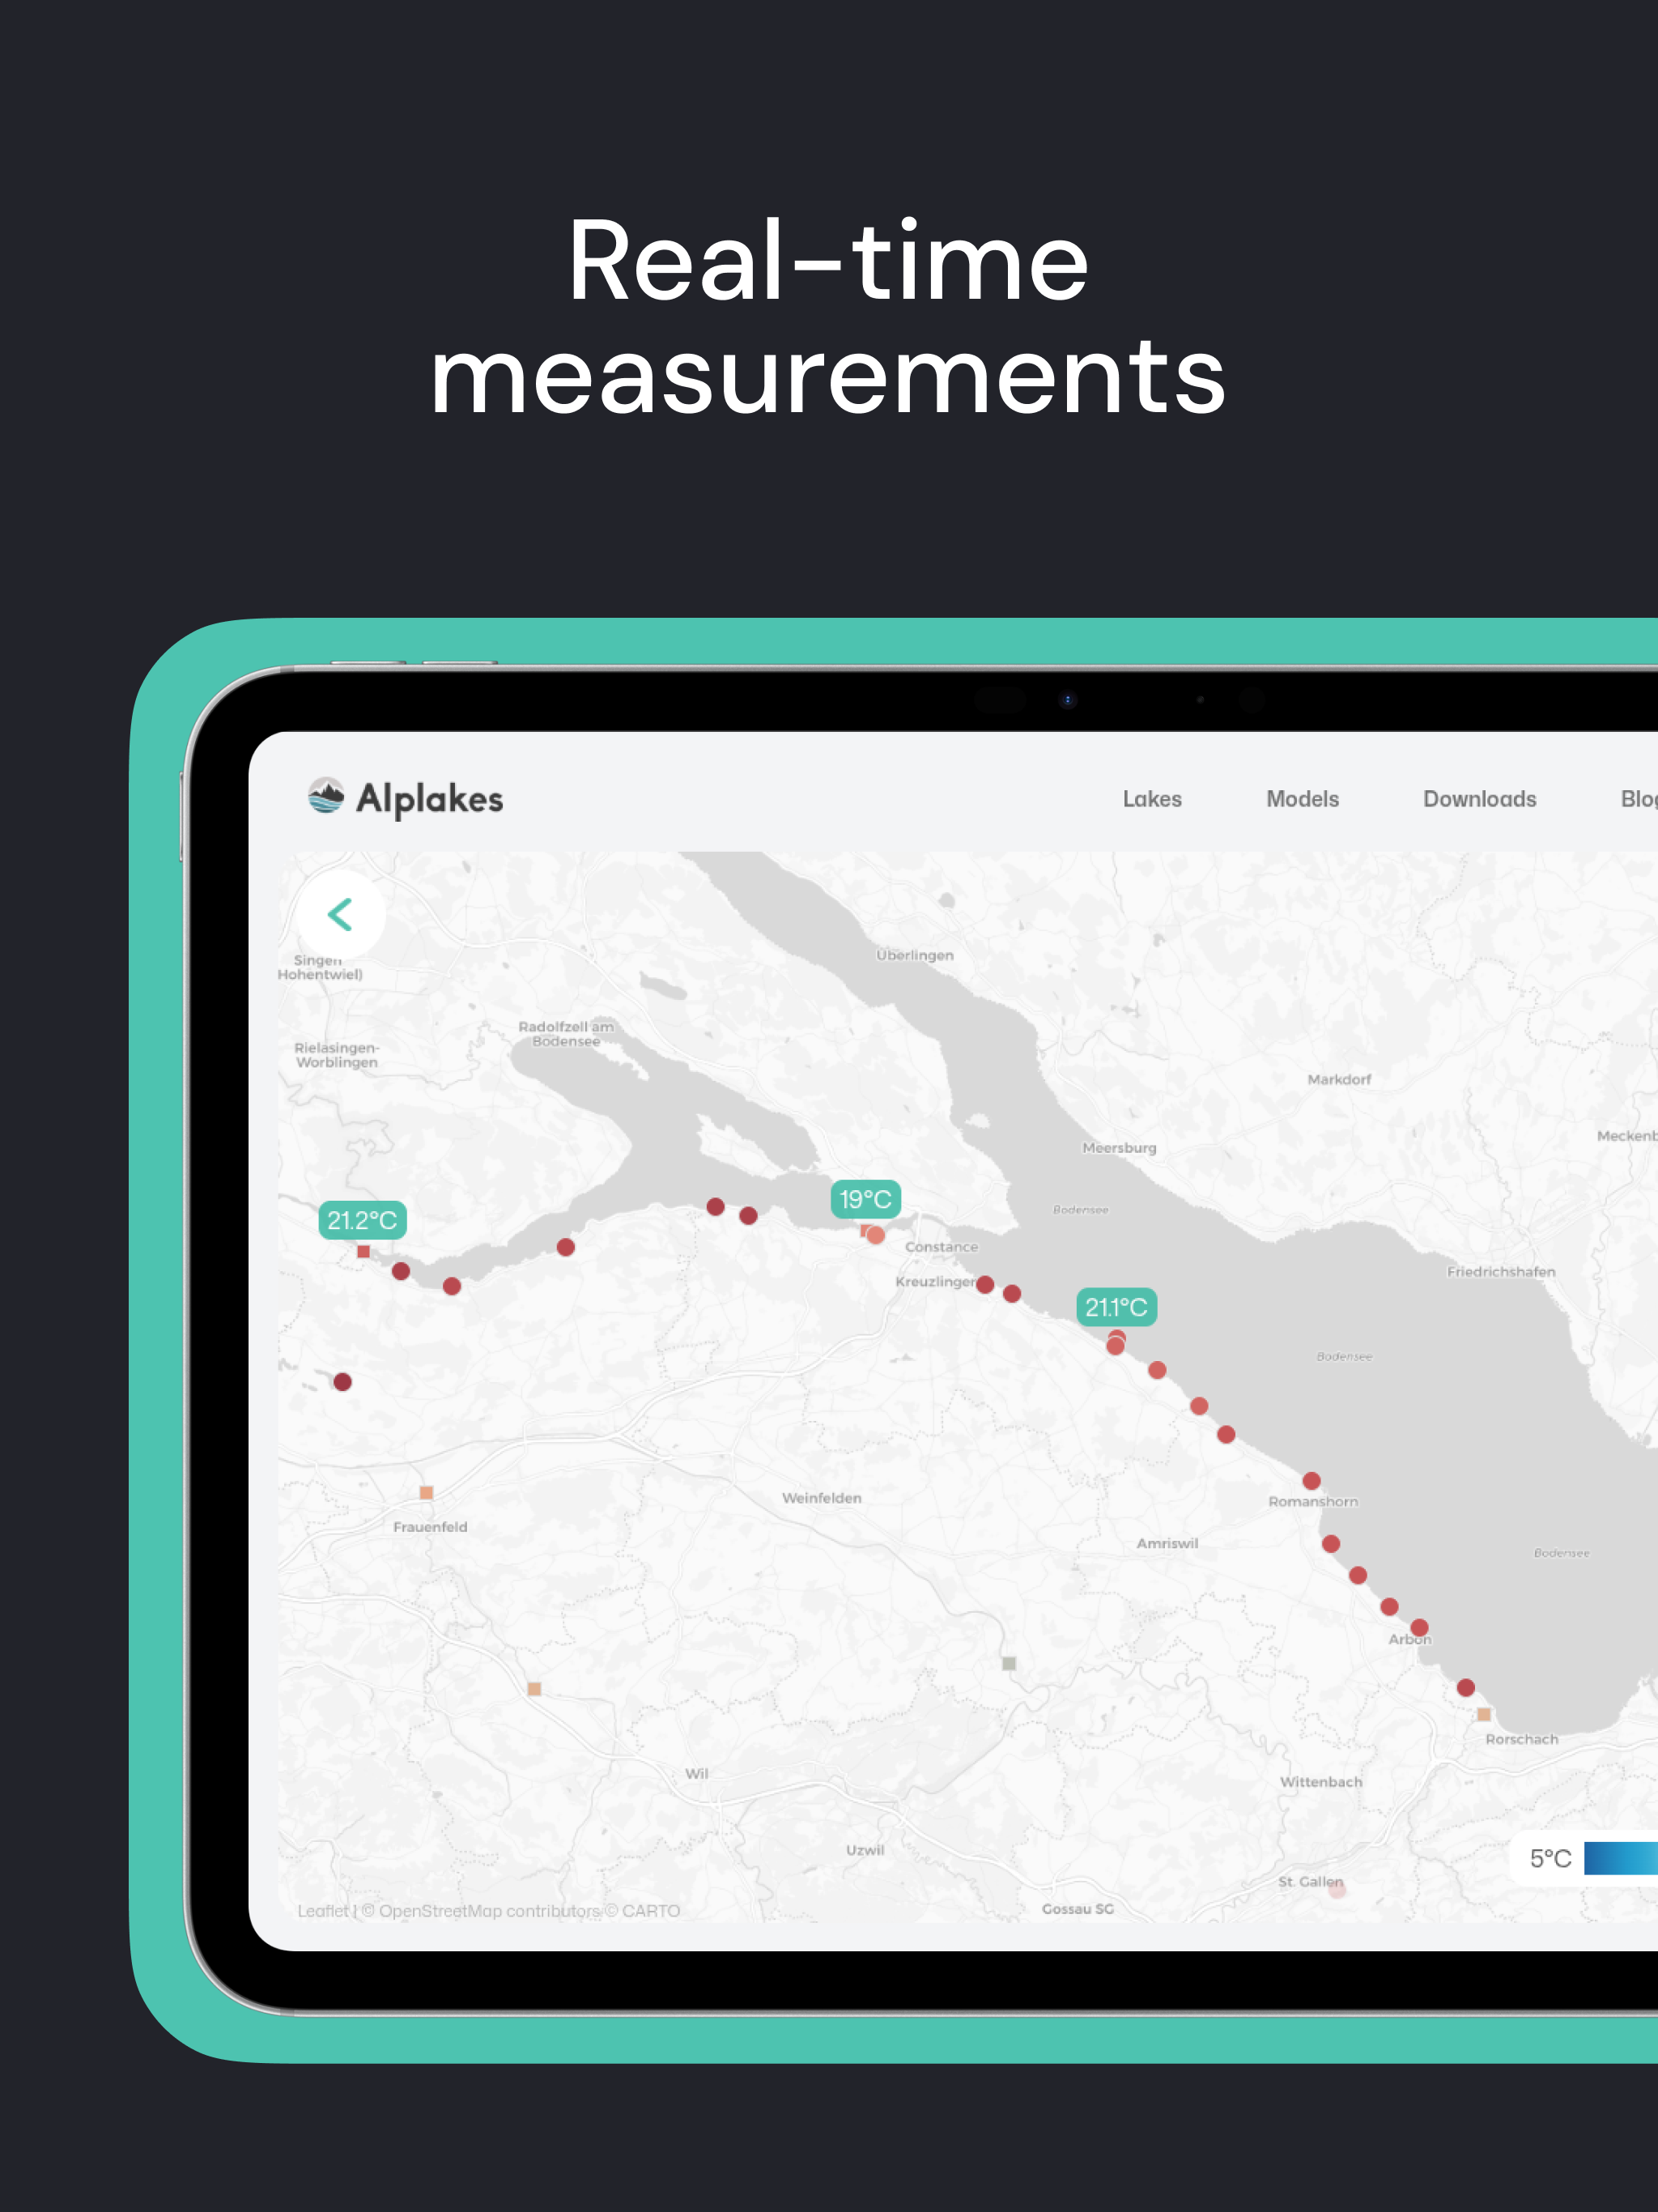 Real-time
measurements
Alplakes
Lakes
Models
Downloads
Überlingen
Singen
Hohentwiel)
Radolfzell am
Bodensee
Rielasingen-
Worblingen
Markdorf
Meckenb
Meersburg
21.2°C
19°C
Bodensee
Constance
Friedrichshafen
Kreuzlingen
21.1°C
Bodensee
Weinfelden
Romanshorn
Frauenfeld
Amriswil
Bodensee
Arbon
Rorschach
Wil
Wittenbach
Uzwil
5°C
St. Gallen
Gossau SG
Leaflet | © OpenStreetMap contributors © CARTO